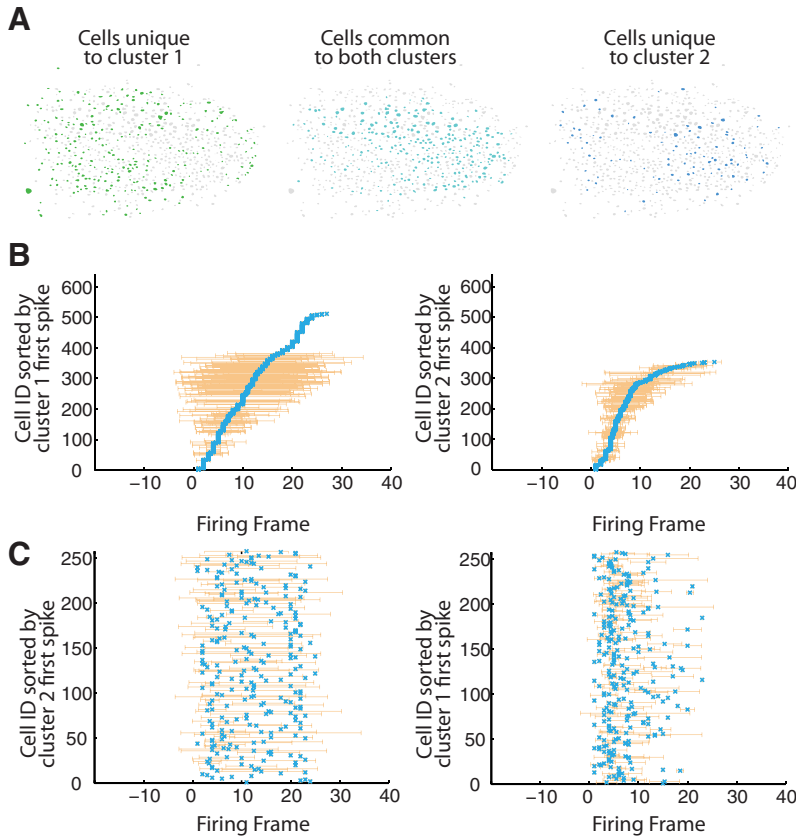 A
Cells unique
to cluster 1
Cells common
to both clusters
Cells unique
to cluster 2
B
Cell ID sorted by
cluster 1 first spike
600
500
400
300
200
100
0
−10 0 10 20 30 40
Firing Frame
Cell ID sorted by
cluster 2 first spike
600
500
400
300
200
100
0
−10 0 10 20 30 40
Firing Frame
C
Cell ID sorted by
cluster 2 first spike
250
200
150
100
50
0
−10 0 10 20 30 40
Firing Frame
Cell ID sorted by
cluster 1 first spike
250
200
150
100
50
0
−10 0 10 20 30 40
Firing Frame